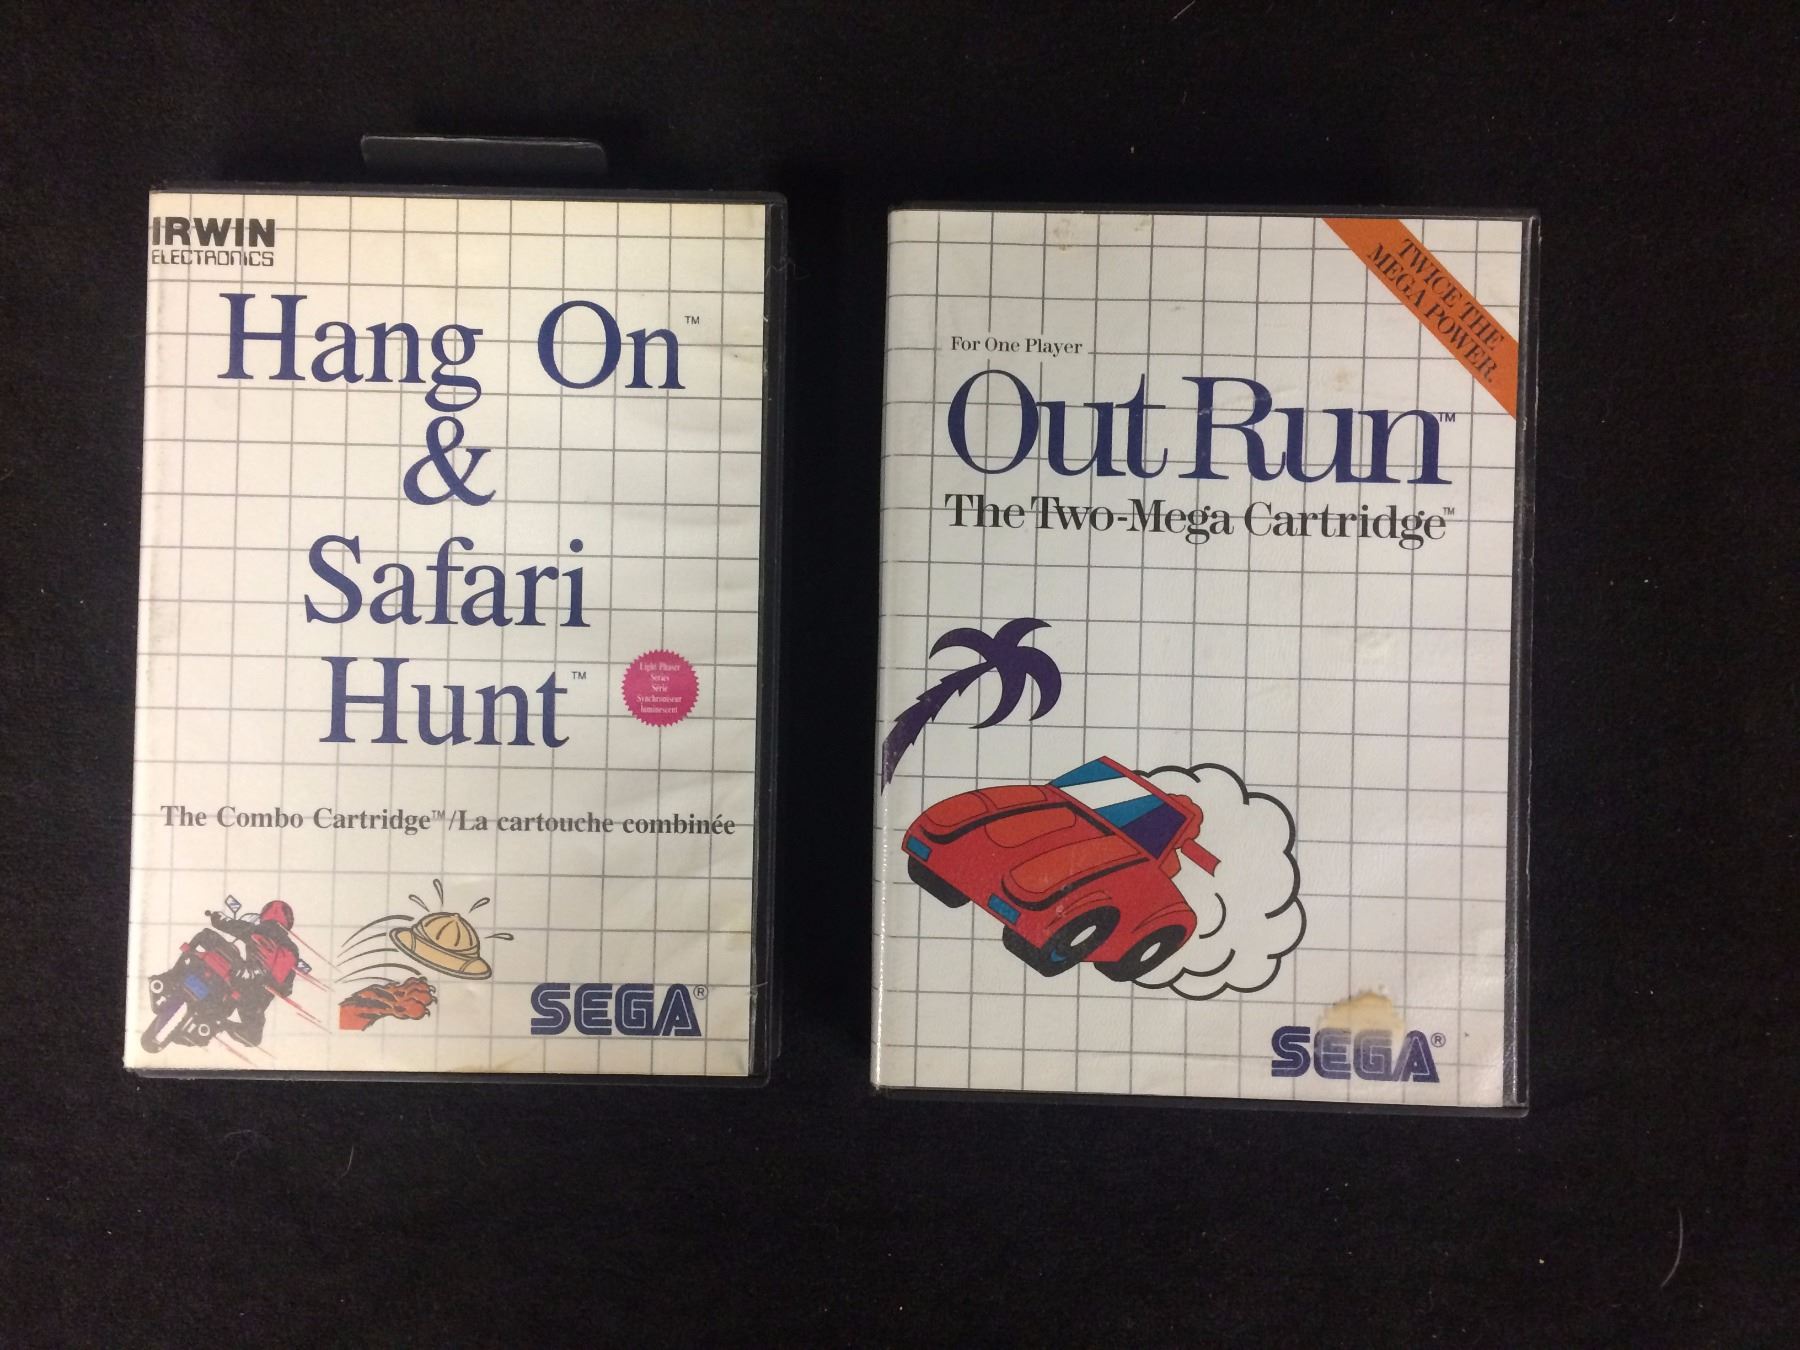 IRWIN
ELECTRONICS
Hang On™
&
Safari
Hunt™
Light Phaser
Series
Série
Synchroniseur
luminescent
The Combo Cartridge™/La cartouche combinée
SEGA®
TWICE THE
MEGA POWER.
For One Player
Out Run™
The Two-Mega Cartridge™
SEGA®